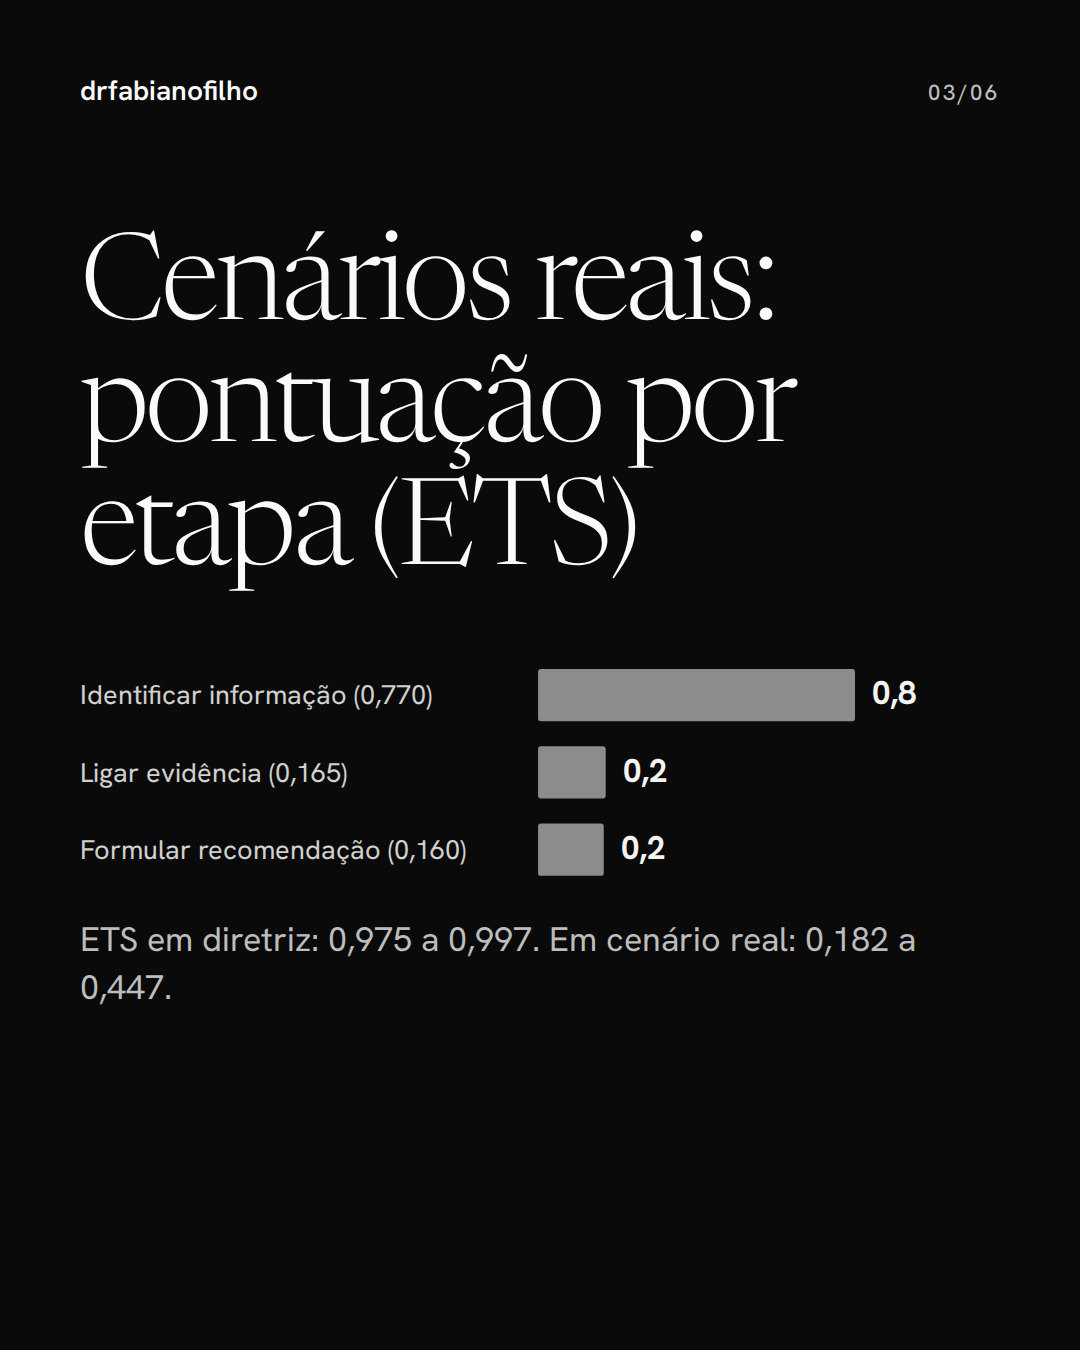 drfabianofilho
03/06
Cenários reais:
pontuação por
etapa (ETS)
Identificar informação (0,770)
0,8
Ligar evidência (0,165)
0,2
Formular recomendação (0,160)
0,2
ETS em diretriz: 0,975 a 0,997. Em cenário real: 0,182 a
0,447.